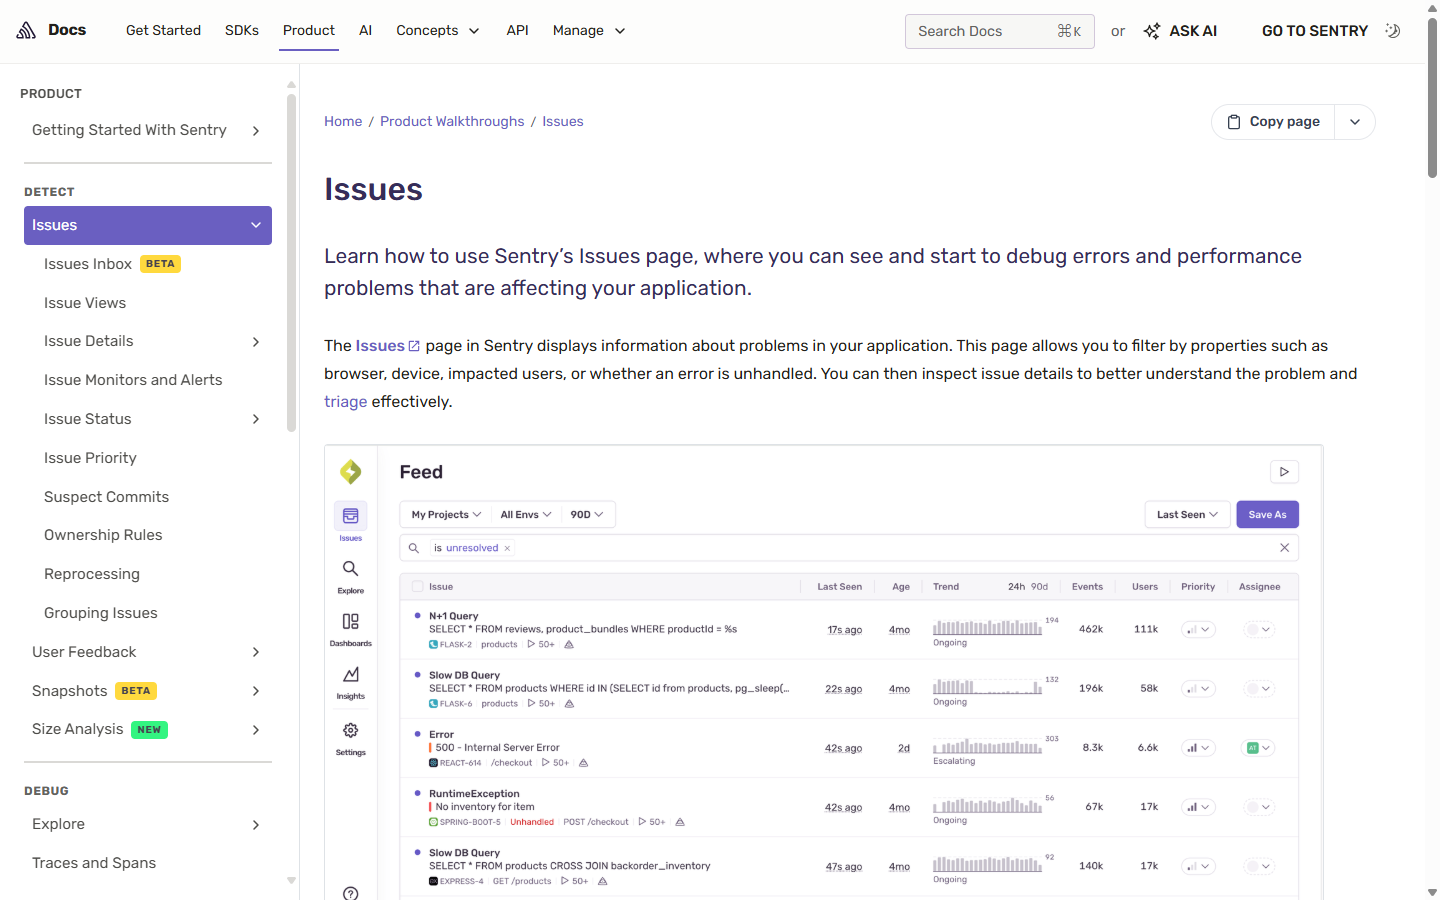 Docs
Get Started
SDKs
Product
AI
Concepts
API
Manage
Search Docs
⌘K
or
ASK AI
GO TO SENTRY
PRODUCT
Getting Started With Sentry
DETECT
Issues
Issues Inbox BETA
Issue Views
Issue Details
Issue Monitors and Alerts
Issue Status
Issue Priority
Suspect Commits
Ownership Rules
Reprocessing
Grouping Issues
User Feedback
Snapshots BETA
Size Analysis NEW
DEBUG
Explore
Traces and Spans
Home / Product Walkthroughs / Issues
Copy page
Issues
Learn how to use Sentry’s Issues page, where you can see and start to debug errors and performance
problems that are affecting your application.
The Issues page in Sentry displays information about problems in your application. This page allows you to filter by properties such as
browser, device, impacted users, or whether an error is unhandled. You can then inspect issue details to better understand the problem and
triage effectively.
Issues
Explore
Dashboards
Insights
Settings
Feed
My Projects All Envs 90D
Last Seen Save As
is unresolved ×
Issue Last Seen Age Trend 24h 90d Events Users Priority Assignee
N+1 Query
SELECT * FROM reviews, product_bundles WHERE productId = %s
FLASK-2 products 50+
17s ago 4mo 194 Ongoing 462k 111k
Slow DB Query
SELECT * FROM products WHERE id IN (SELECT id from products, pg_sleep(...
FLASK-6 products 50+
22s ago 4mo 132 Ongoing 196k 58k
Error
500 - Internal Server Error
REACT-614 /checkout 50+
42s ago 2d 303 Escalating 8.3k 6.6k AT
RuntimeException
No inventory for item
SPRING-BOOT-5 Unhandled POST /checkout 50+
42s ago 4mo 56 Ongoing 67k 17k
Slow DB Query
SELECT * FROM products CROSS JOIN backorder_inventory
EXPRESS-4 GET /products 50+
47s ago 4mo 92 Ongoing 140k 17k